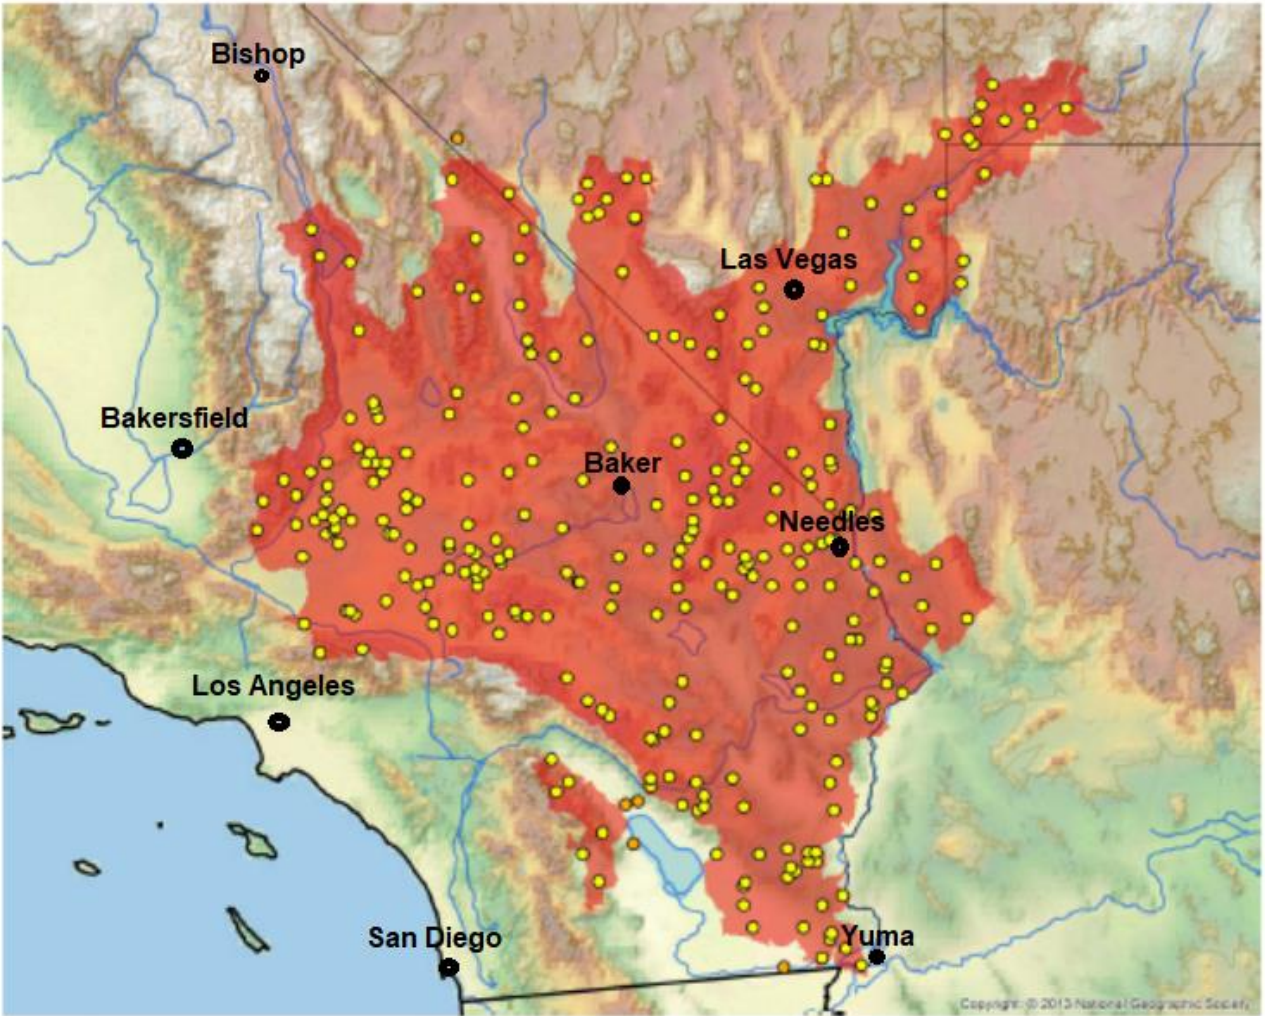 Bishop
Las Vegas
Bakersfield
Baker
Needles
Los Angeles
San Diego
Yuma
Copyright: © 2013 National Geographic Society